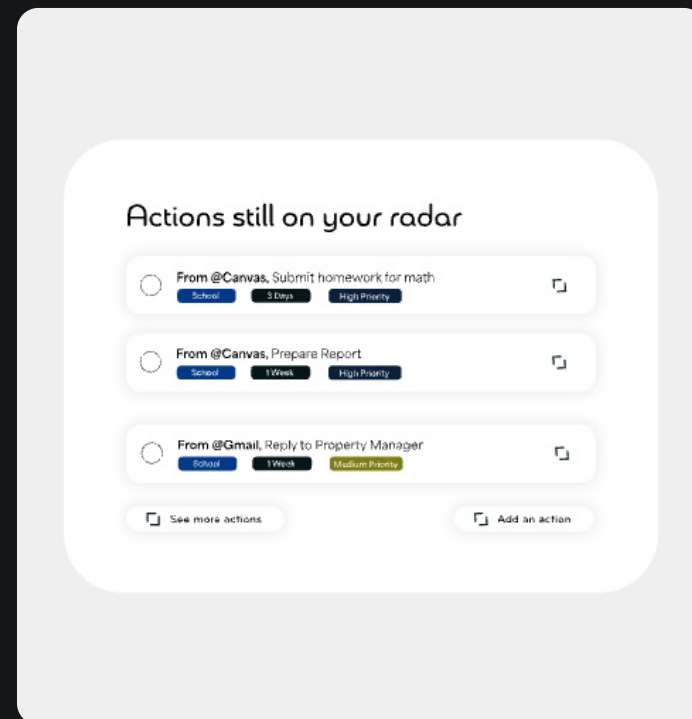 Actions still on your radar
From @Canvas, Submit homework for math
School 3 Days High Priority
From @Canvas, Prepare Report
School 1 Week High Priority
From @Gmail, Reply to Property Manager
School 1 Week Medium Priority
See more actions Add an action